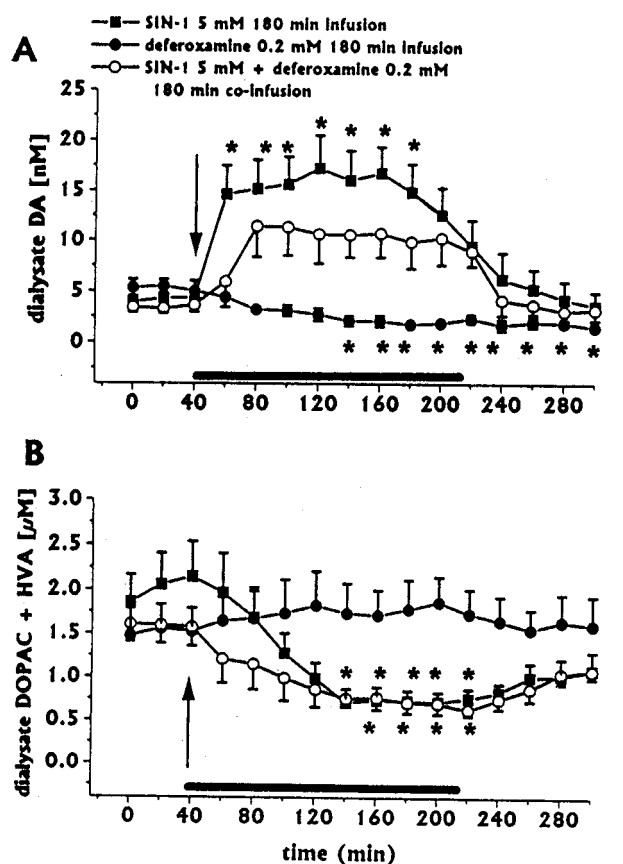 SIN-1 5 mM 180 min infusion
deferoxamine 0.2 mM 180 min infusion
SIN-1 5 mM + deferoxamine 0.2 mM
180 min co-infusion
A
dialysate DA [nM]
25
20
15
10
5
0
* * * * * * *
* * * * * * * * *
0 40 80 120 160 200 240 280
B
dialysate DOPAC + HVA [μM]
3.0
2.5
2.0
1.5
1.0
0.5
0.0
* * * * *
* * * *
0 40 80 120 160 200 240 280
time (min)